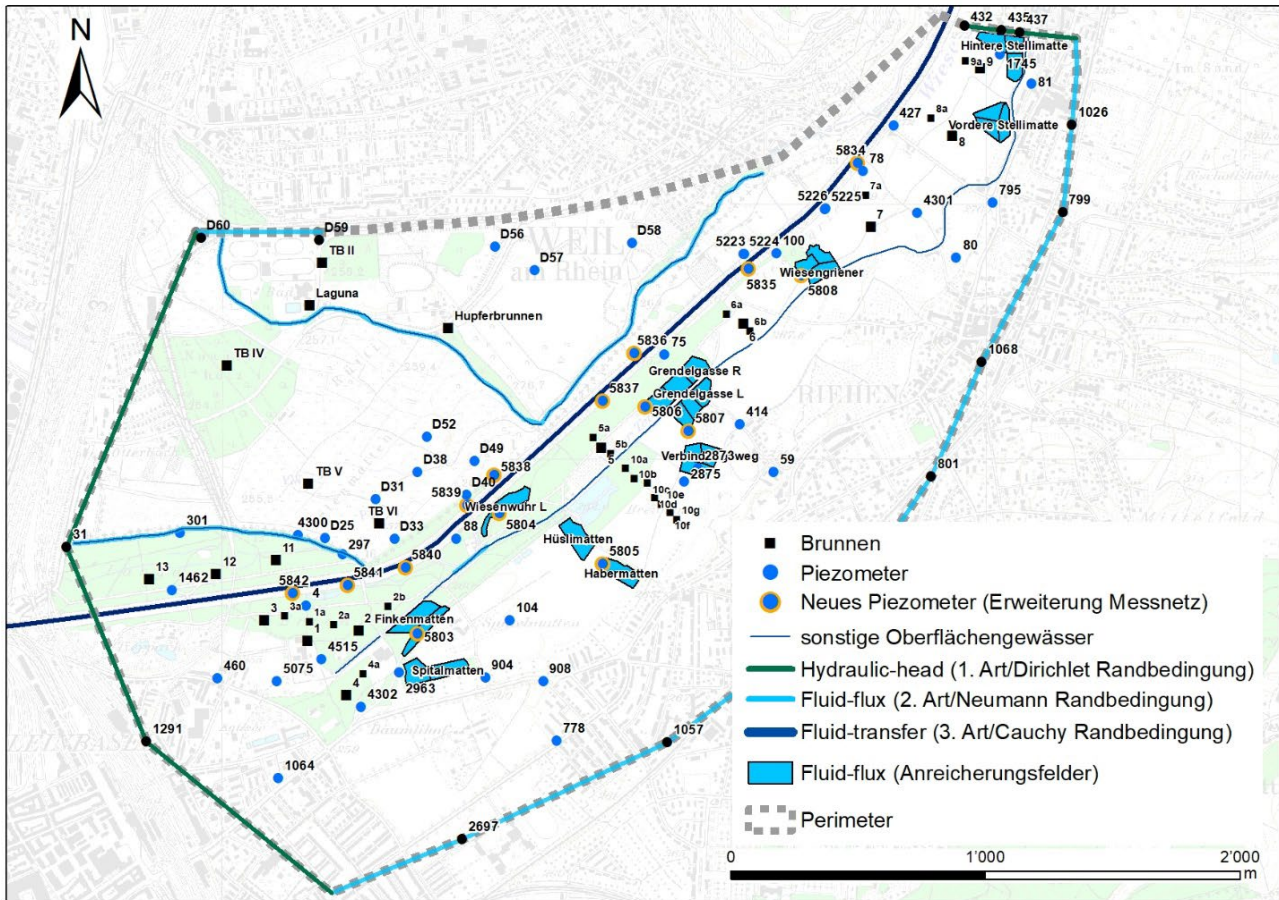 N
432
435
437
Hintere Stellimatte
9a
9
1745
81
8a
427
Vordere Stellimatte
1026
8
5834
78
7a
795
799
5226
5225
4301
D60
D59
7
D56
WEIL
am Rhein
D58
5223
5224
100
80
TB II
D57
Wiesengriener
5835
5808
Laguna
6a
Hupferbrunnen
6b
6
5836
75
1068
TB IV
Grendelgasse R
5837
Grendelgasse L
RIEHEN
5806
5807
414
D52
5a
5b
5
Verbind
2873
weg
D49
5838
10a
59
801
D38
10b
2875
TB V
D40
10c
10e
D31
5839
Wiesenwuhr L
10d
10g
TB VI
5804
10f
31
301
4300
D25
D33
88
Hüslimatten
297
11
5805
12
5840
Habermatten
13
5841
1462
5842
4
2b
3
3a
1a
2a
2
Finkenmatten
104
1
5803
4515
4a
Spitalmatten
460
5075
904
908
4
4302
2963
1291
778
1057
1064
2697
Brunnen
Piezometer
Neues Piezometer (Erweiterung Messnetz)
sonstige Oberflächengewässer
Hydraulic-head (1. Art/Dirichlet Randbedingung)
Fluid-flux (2. Art/Neumann Randbedingung)
Fluid-transfer (3. Art/Cauchy Randbedingung)
Fluid-flux (Anreicherungsfelder)
Perimeter
0
1'000
2'000
m